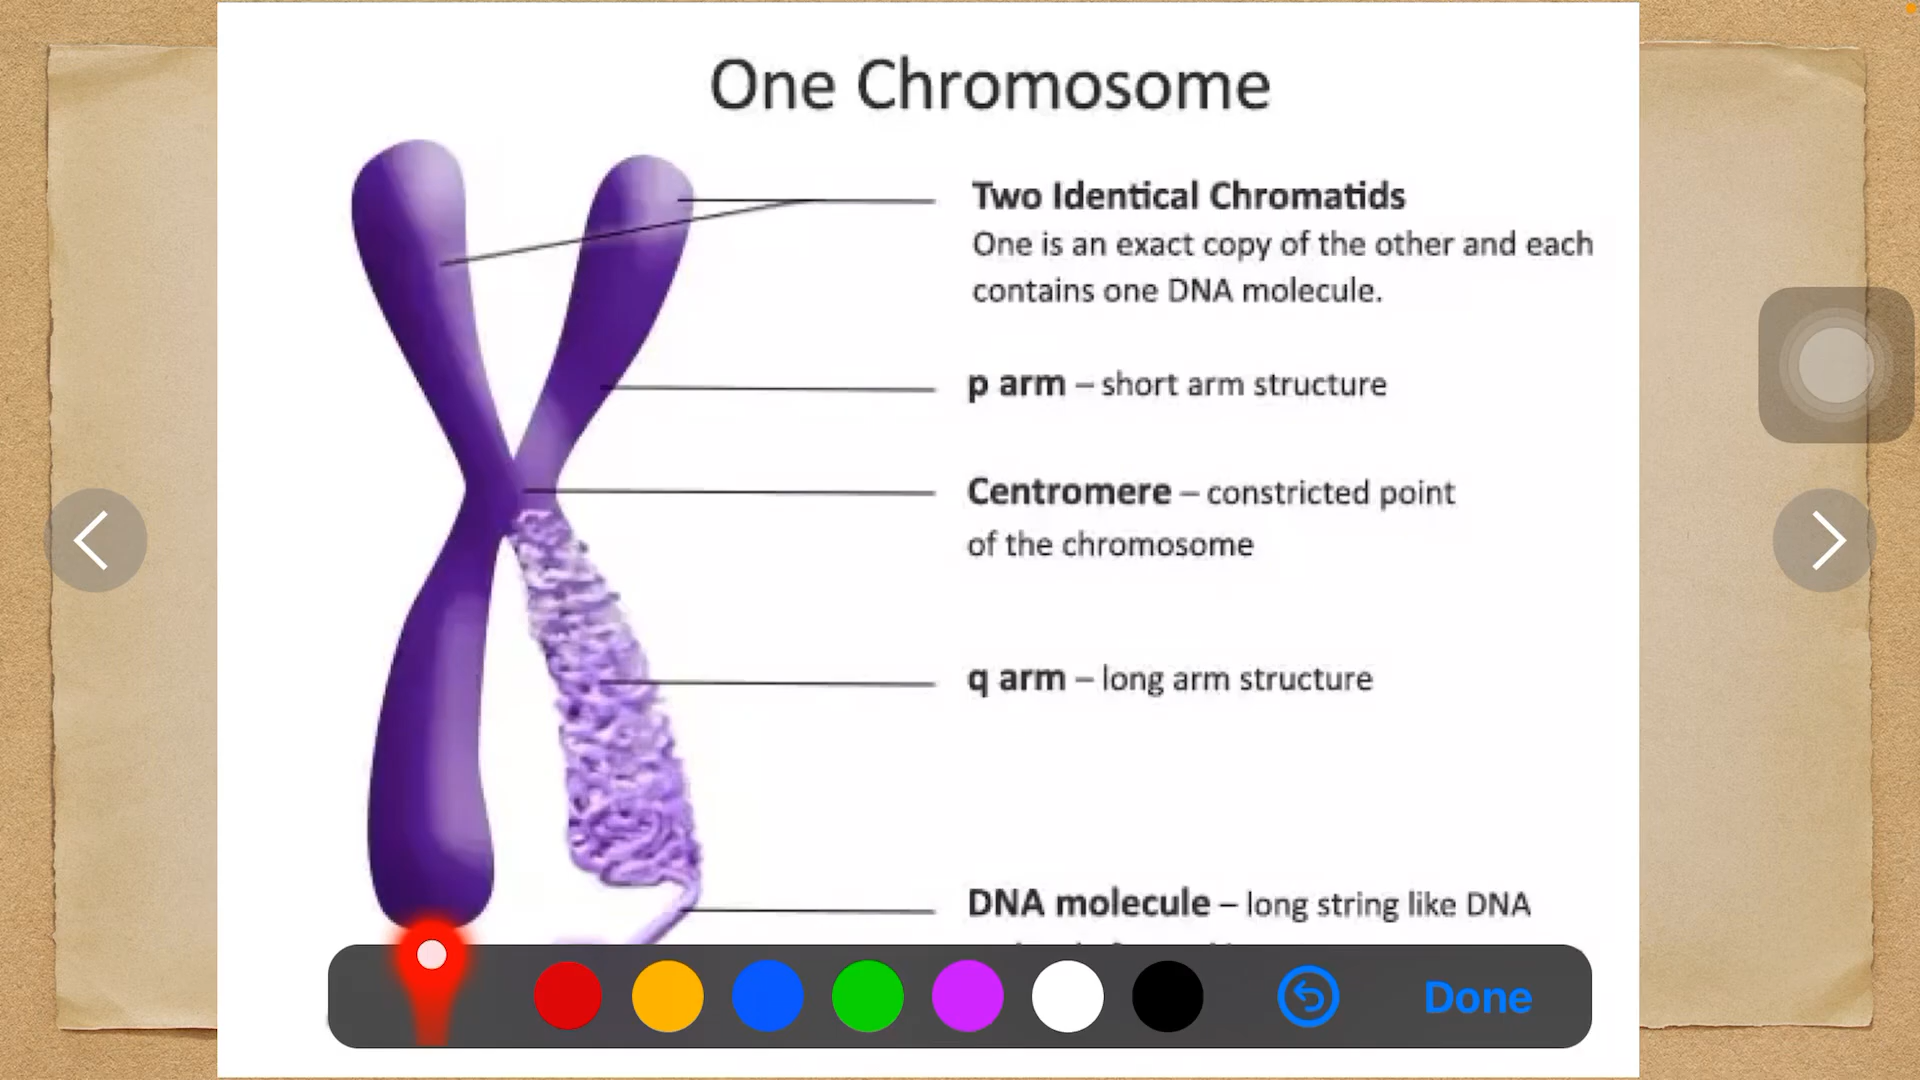 One Chromosome
Two Identical Chromatids
One is an exact copy of the other and each
contains one DNA molecule.
p arm – short arm structure
Centromere – constricted point
of the chromosome
q arm – long arm structure
DNA molecule – long string like DNA
Done